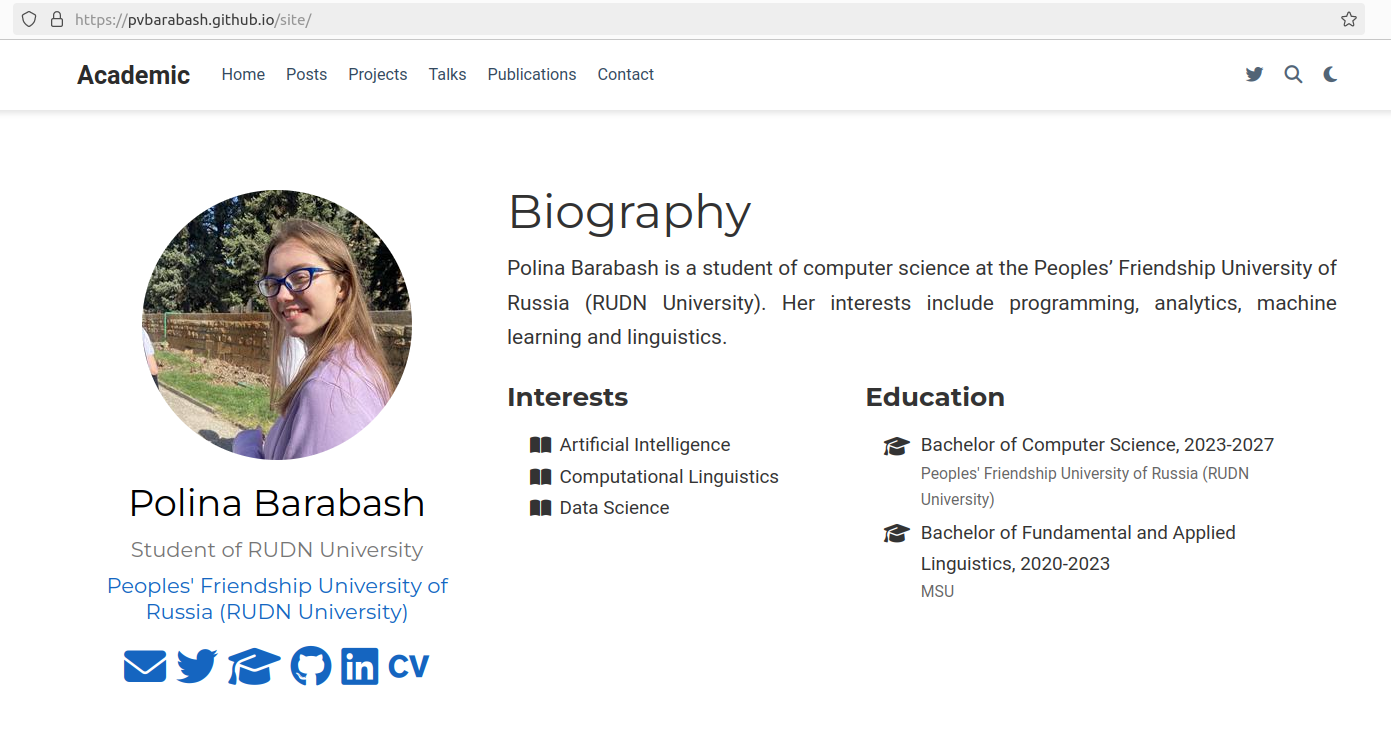 https://pvbarabash.github.io/site/
Academic Home Posts Projects Talks Publications Contact
Biography
Polina Barabash is a student of computer science at the Peoples’ Friendship University of
Russia (RUDN University). Her interests include programming, analytics, machine
learning and linguistics.
Interests
Artificial Intelligence
Computational Linguistics
Data Science
Education
Bachelor of Computer Science, 2023-2027
Peoples' Friendship University of Russia (RUDN
University)
Bachelor of Fundamental and Applied
Linguistics, 2020-2023
MSU
Polina Barabash
Student of RUDN University
Peoples' Friendship University of
Russia (RUDN University)
in
CV